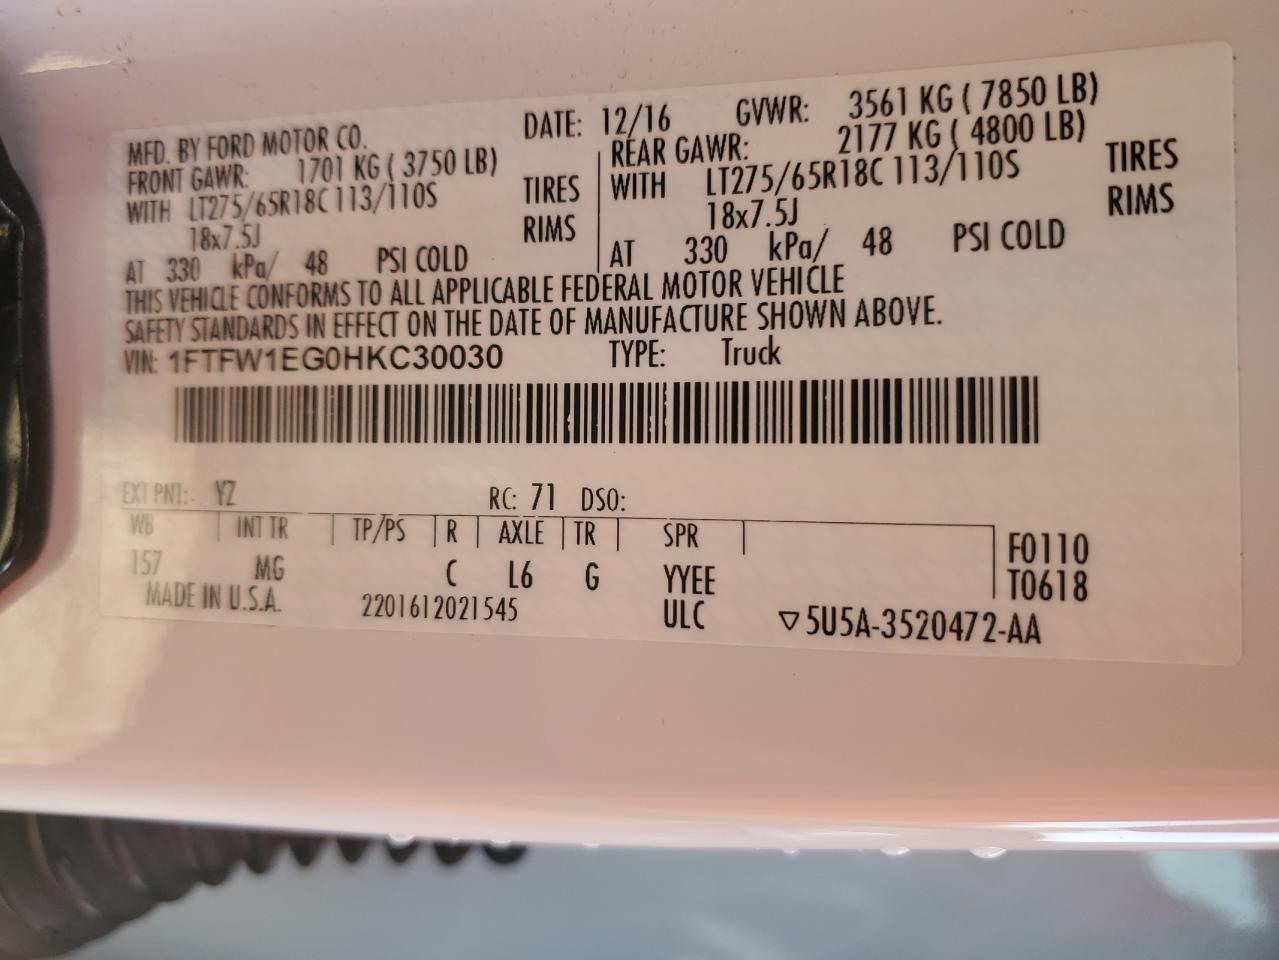 MFD. BY FORD MOTOR CO. DATE: 12/16 GVWR: 3561 KG ( 7850 LB)
FRONT GAWR: 1701 KG ( 3750 LB) REAR GAWR: 2177 KG ( 4800 LB)
WITH LT275/65R18C 113/110S TIRES WITH LT275/65R18C 113/110S TIRES
18x7.5J RIMS 18x7.5J RIMS
AT 330 kPa/ 48 PSI COLD AT 330 kPa/ 48 PSI COLD
THIS VEHICLE CONFORMS TO ALL APPLICABLE FEDERAL MOTOR VEHICLE
SAFETY STANDARDS IN EFFECT ON THE DATE OF MANUFACTURE SHOWN ABOVE.
VIN: 1FTFW1EG0HKC30030 TYPE: Truck
EXT PNT: YZ RC: 71 DSO:
WB INT TR TP/PS R AXLE TR SPR F0110
157 MG C L6 G YYEE T0618
MADE IN U.S.A. 2201612021545 ULC ▽5U5A-3520472-AA